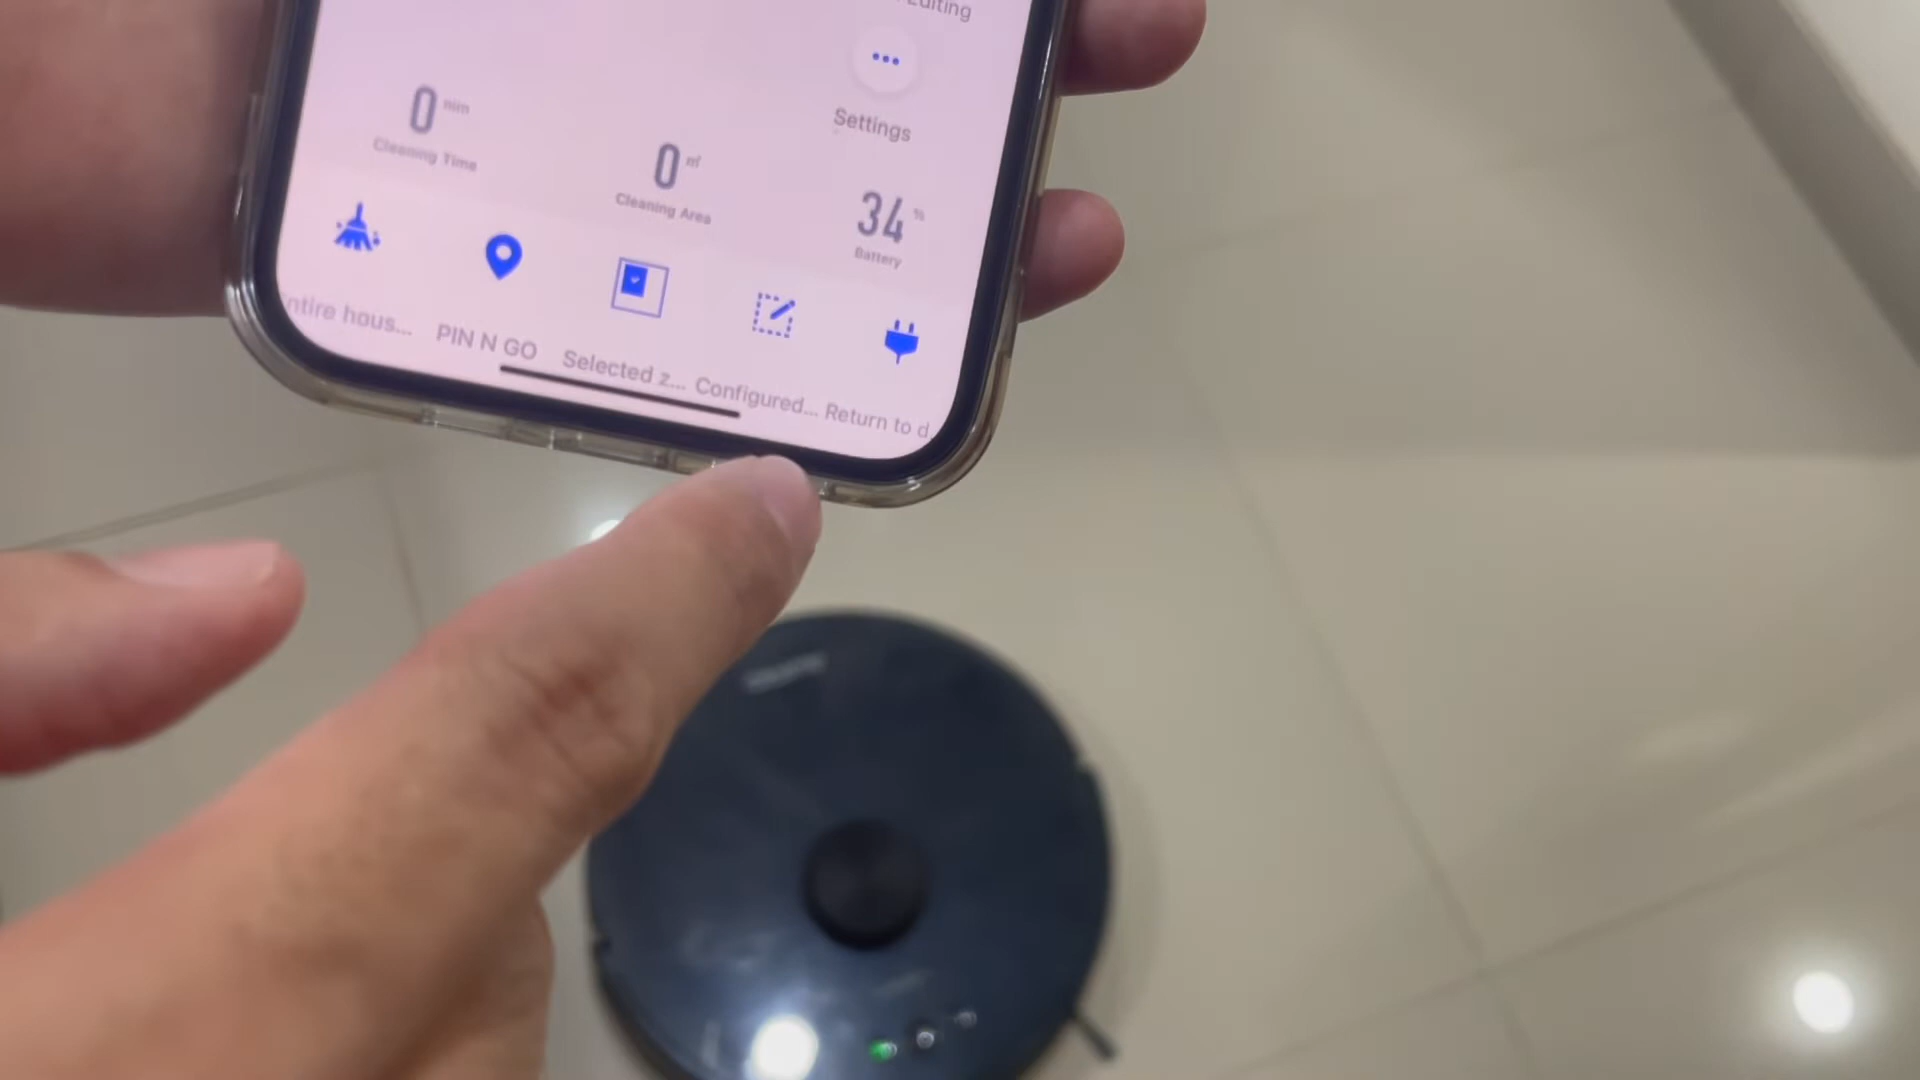 Editing
Settings
0 min
Cleaning Time
0 ㎡
Cleaning Area
34 %
Battery
ntire hous...
PIN N GO
Selected z...
Configured...
Return to d